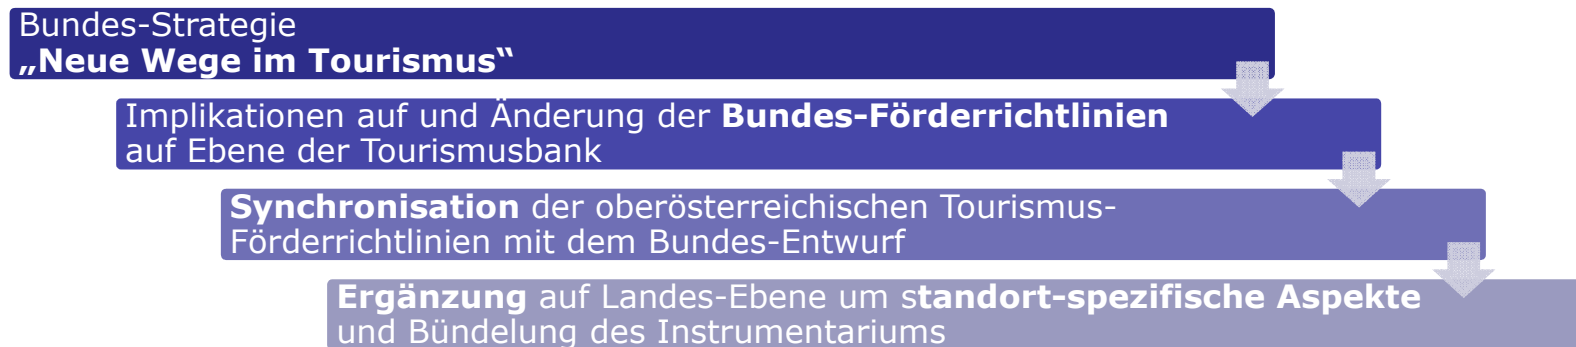 Bundes-Strategie
„Neue Wege im Tourismus“
Implikationen auf und Änderung der Bundes-Förderrichtlinien
auf Ebene der Tourismusbank
Synchronisation der oberösterreichischen Tourismus-
Förderrichtlinien mit dem Bundes-Entwurf
Ergänzung auf Landes-Ebene um standort-spezifische Aspekte
und Bündelung des Instrumentariums